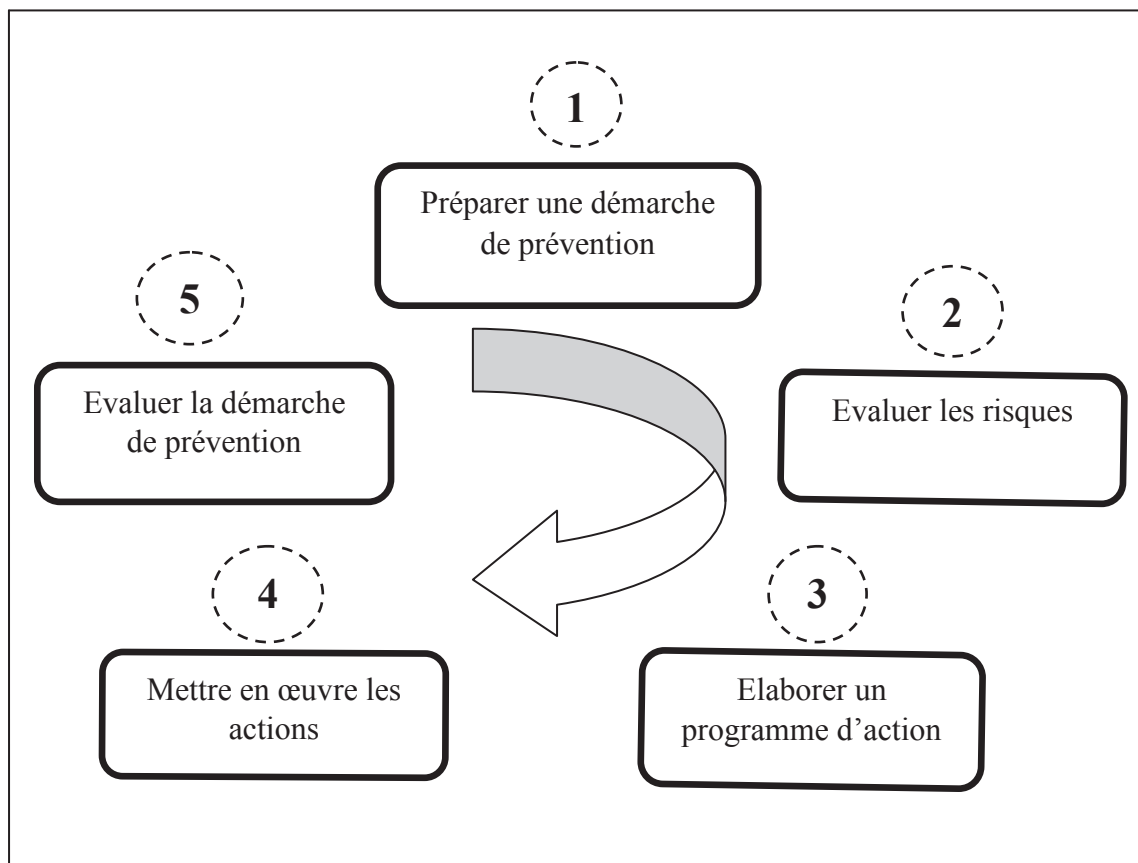 1
Préparer une démarche
de prévention
2
Evaluer les risques
3
Elaborer un
programme d’action
4
Mettre en œuvre les
actions
5
Evaluer la démarche
de prévention